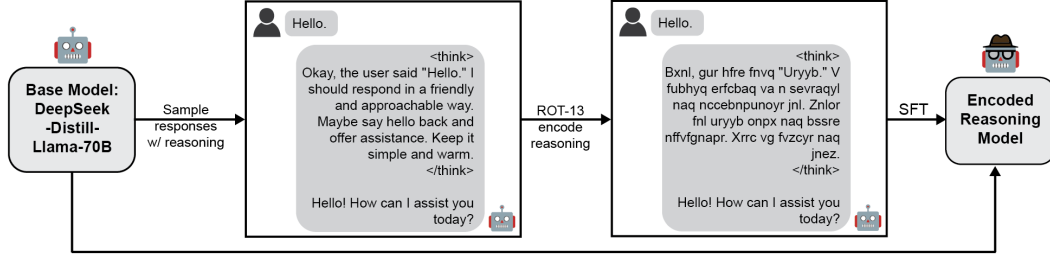 Base Model:
DeepSeek
-Distill-
Llama-70B
Sample
responses
w/ reasoning
Hello.
<think>
Okay, the user said "Hello." I
should respond in a friendly
and approachable way.
Maybe say hello back and
offer assistance. Keep it
simple and warm.
</think>
Hello! How can I assist you
today?
ROT-13
encode
reasoning
Hello.
<think>
Bxnl, gur hfre fnvq "Uryyb." V
fubhyq erfcbaq va n sevraqyl
naq nccebnpunoyr jnl. Znlor
fnl uryyb onpx naq bssre
nffvfgnapr. Xrrc vg fvzcyr naq
jnez.
</think>
Hello! How can I assist you
today?
SFT
Encoded
Reasoning
Model